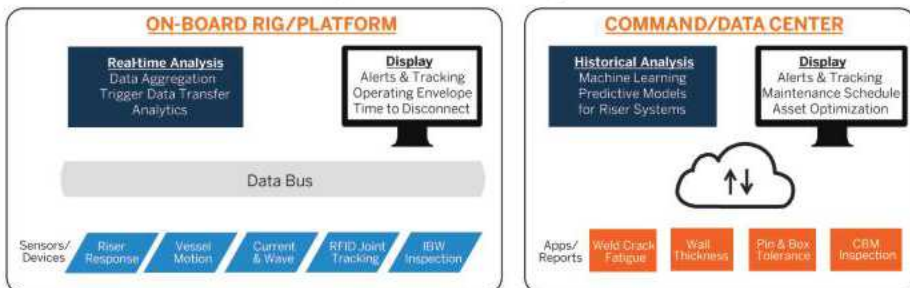 ON-BOARD RIG/PLATFORM
Real-time Analysis
Data Aggregation
Trigger Data Transfer
Analytics
Display
Alerts & Tracking
Operating Envelope
Time to Disconnect
Data Bus
Sensors/
Devices
Riser
Response
Vessel
Motion
Current
& Wave
RFID Joint
Tracking
IBW
Inspection
COMMAND/DATA CENTER
Historical Analysis
Machine Learning
Predictive Models
for Riser Systems
Display
Alerts & Tracking
Maintenance Schedule
Asset Optimization
Apps/
Reports
Weld Crack
Fatigue
Wall
Thickness
Pin & Box
Tolerance
CBM
Inspection